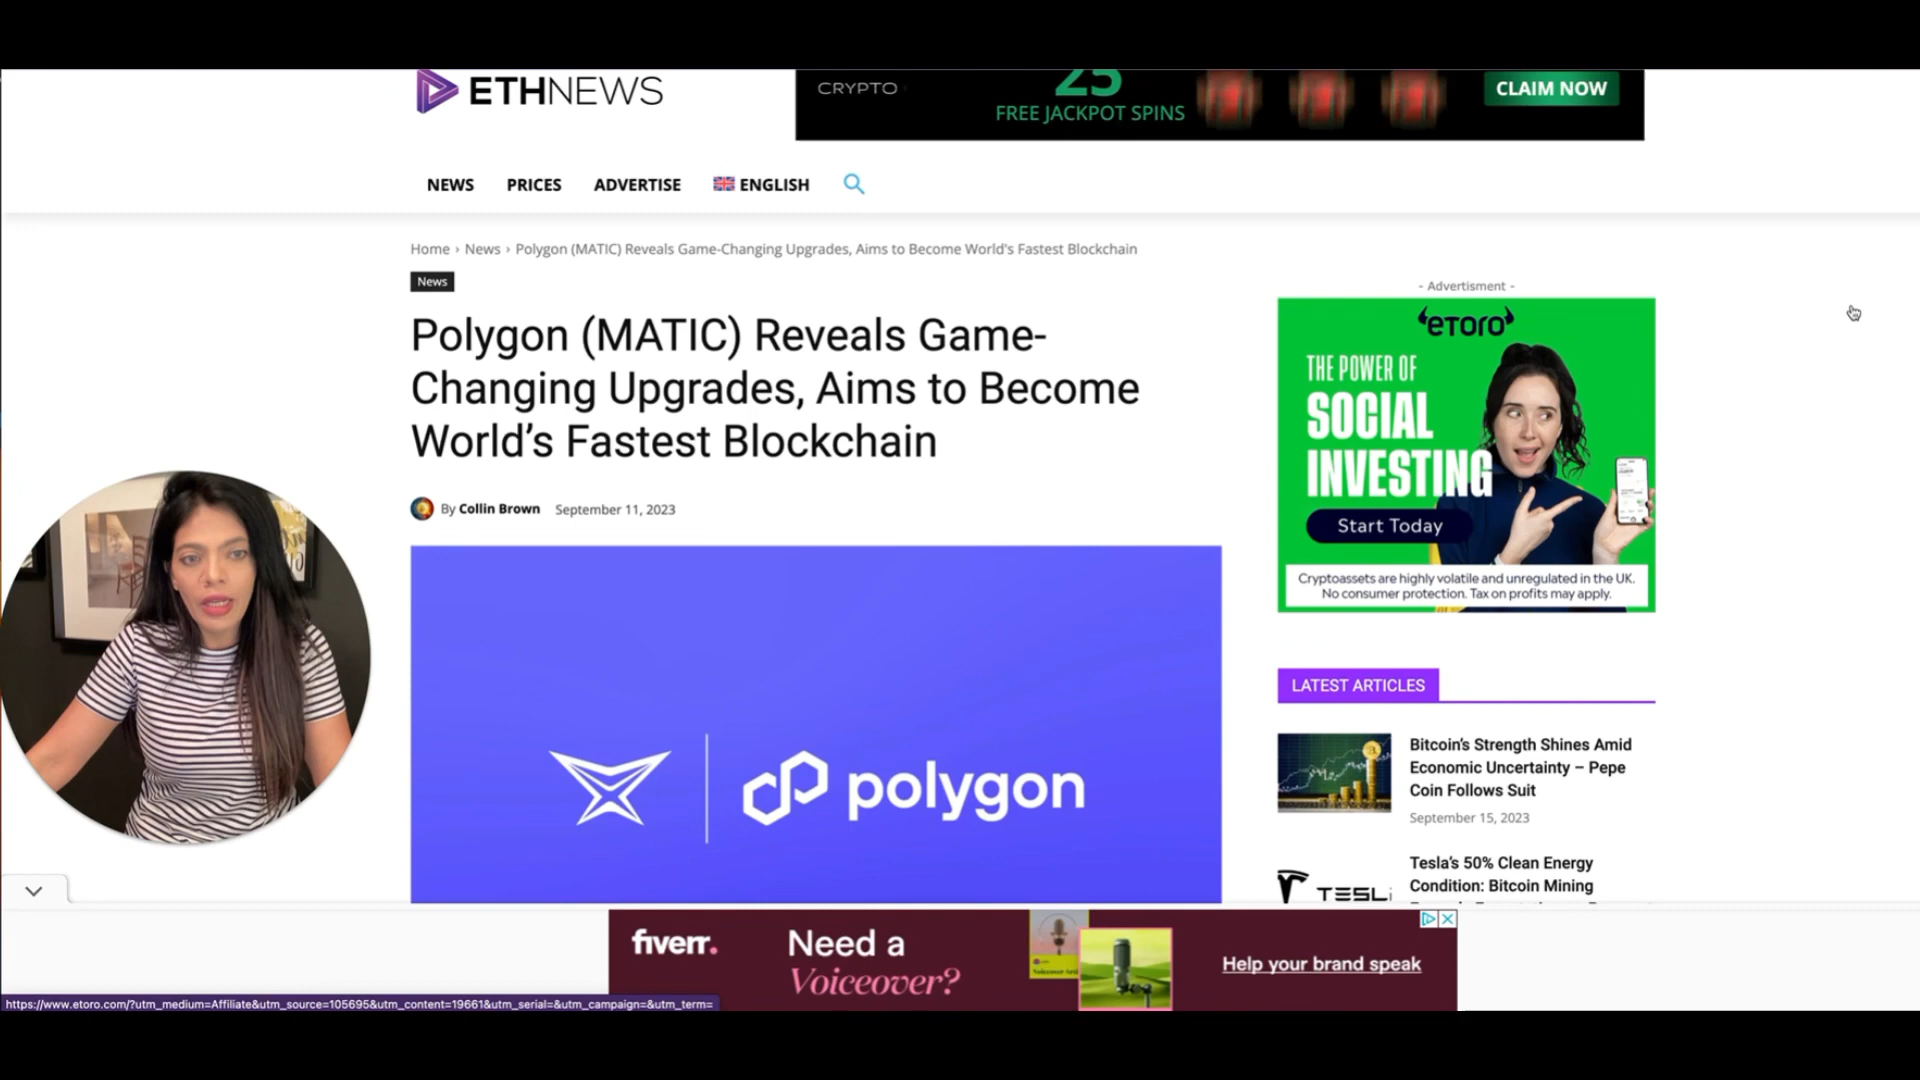 ETHNEWS
CRYPTO
25
FREE JACKPOT SPINS
CLAIM NOW
NEWS
PRICES
ADVERTISE
ENGLISH
Home › News › Polygon (MATIC) Reveals Game-Changing Upgrades, Aims to Become World's Fastest Blockchain
News
Polygon (MATIC) Reveals Game-
Changing Upgrades, Aims to Become
World’s Fastest Blockchain
By Collin Brown September 11, 2023
polygon
- Advertisment -
eToro
THE POWER OF
SOCIAL
INVESTING
Start Today
Cryptoassets are highly volatile and unregulated in the UK.
No consumer protection. Tax on profits may apply.
LATEST ARTICLES
Bitcoin’s Strength Shines Amid
Economic Uncertainty – Pepe
Coin Follows Suit
September 15, 2023
TESL
Tesla’s 50% Clean Energy
Condition: Bitcoin Mining
fiverr.
Need a
Voiceover?
Help your brand speak
https://www.etoro.com/?utm_medium=Affiliate&utm_source=105695&utm_content=19661&utm_serial=&utm_campaign=&utm_term=